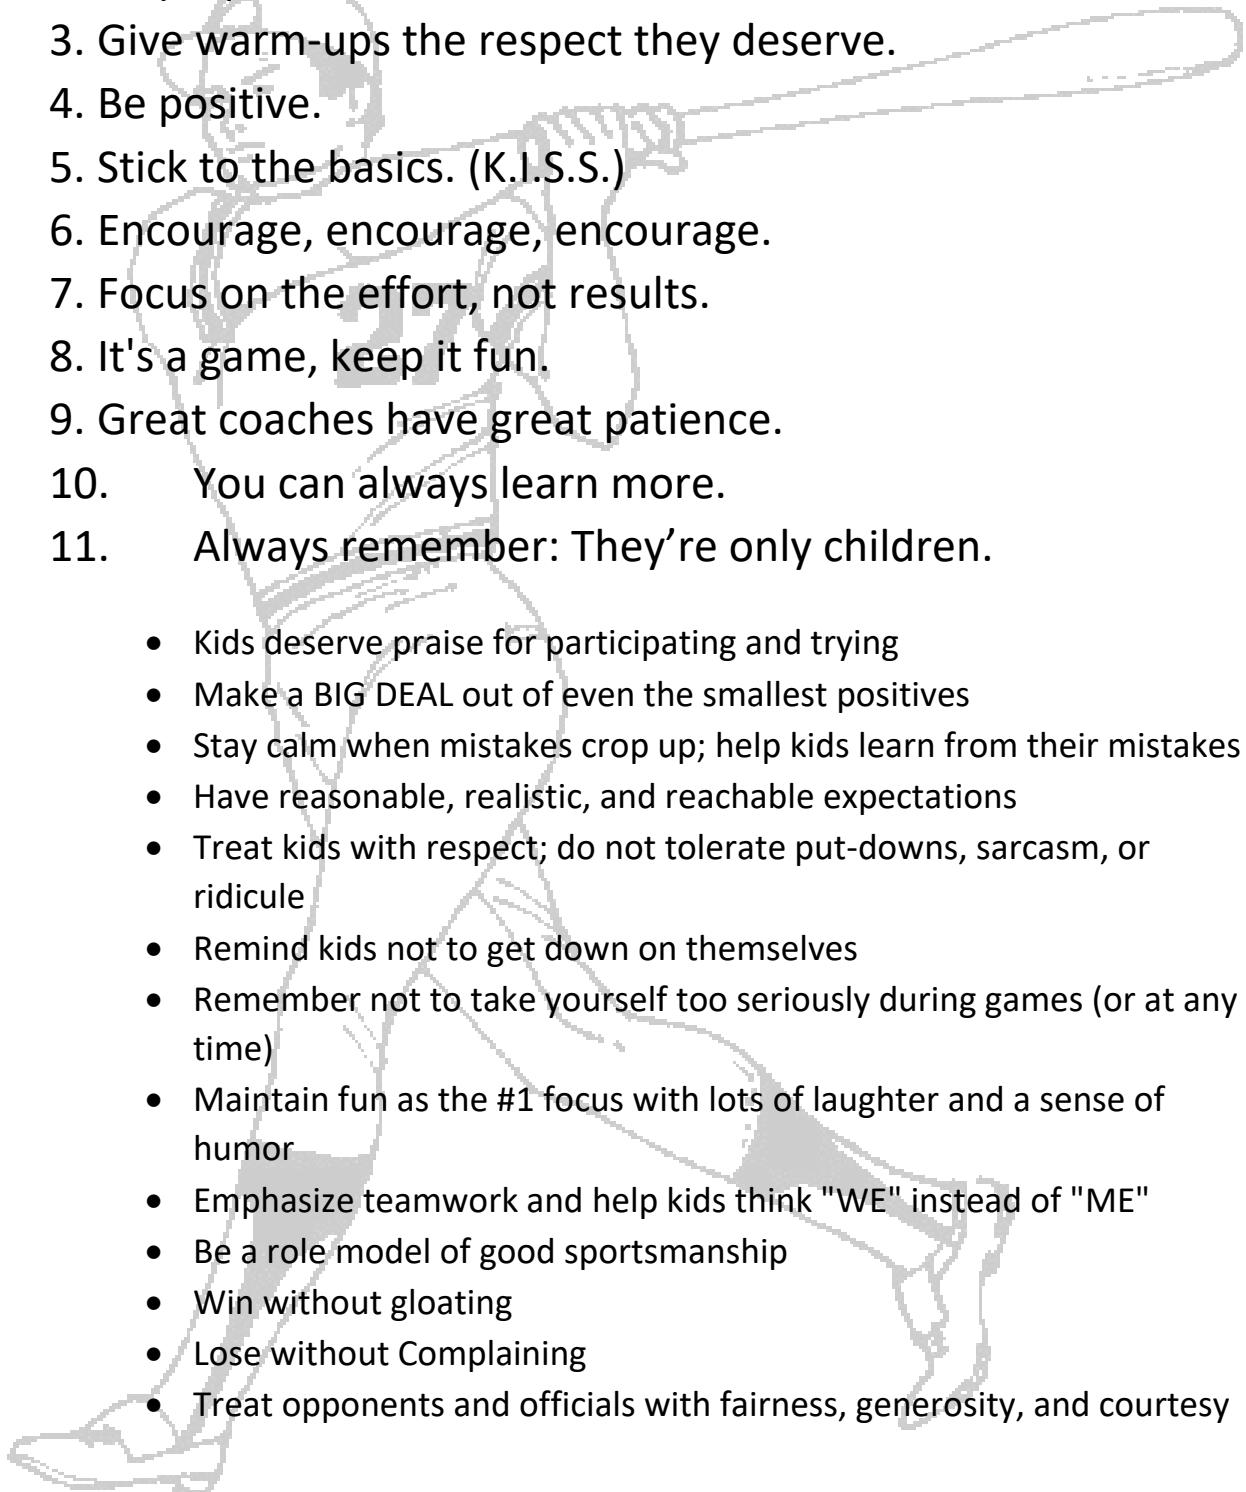 3. Give warm-ups the respect they deserve.
4. Be positive.
5. Stick to the basics. (K.I.S.S.)
6. Encourage, encourage, encourage.
7. Focus on the effort, not results.
8. It's a game, keep it fun.
9. Great coaches have great patience.
10. You can always learn more.
11. Always remember: They’re only children.
• Kids deserve praise for participating and trying
• Make a BIG DEAL out of even the smallest positives
• Stay calm when mistakes crop up; help kids learn from their mistakes
• Have reasonable, realistic, and reachable expectations
• Treat kids with respect; do not tolerate put-downs, sarcasm, or
ridicule
• Remind kids not to get down on themselves
• Remember not to take yourself too seriously during games (or at any
time)
• Maintain fun as the #1 focus with lots of laughter and a sense of
humor
• Emphasize teamwork and help kids think "WE" instead of "ME"
• Be a role model of good sportsmanship
• Win without gloating
• Lose without Complaining
• Treat opponents and officials with fairness, generosity, and courtesy
27